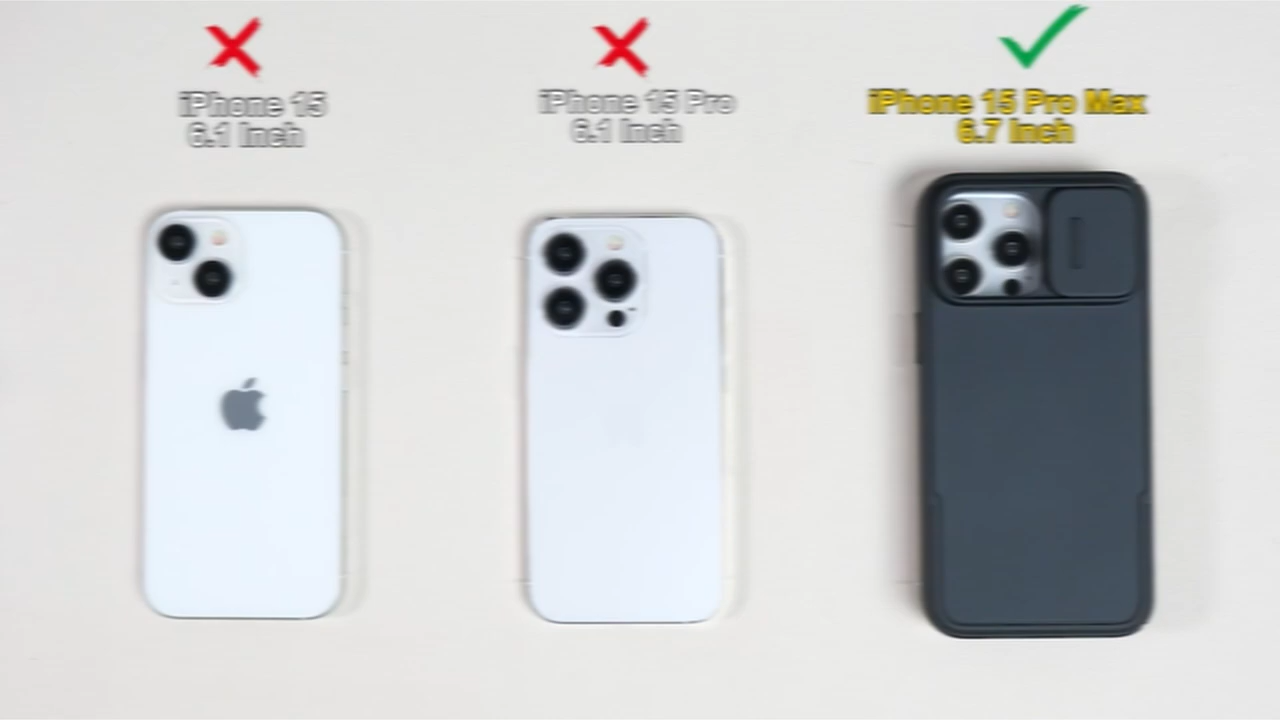 iPhone 15
6.1 Inch
iPhone 15 Pro
6.1 Inch
iPhone 15 Pro Max
6.7 Inch